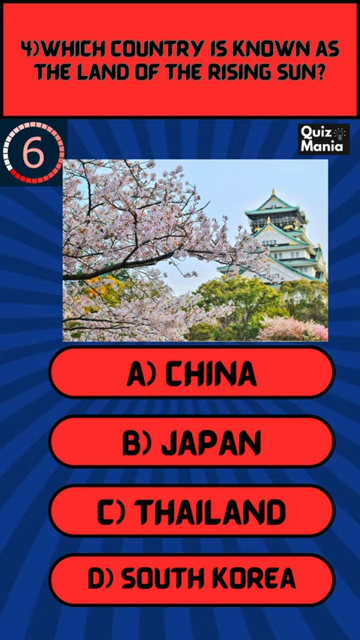 4)WHICH COUNTRY IS KNOWN AS
THE LAND OF THE RISING SUN?
6
Quiz
Mania
A) CHINA
B) JAPAN
C) THAILAND
D) SOUTH KOREA